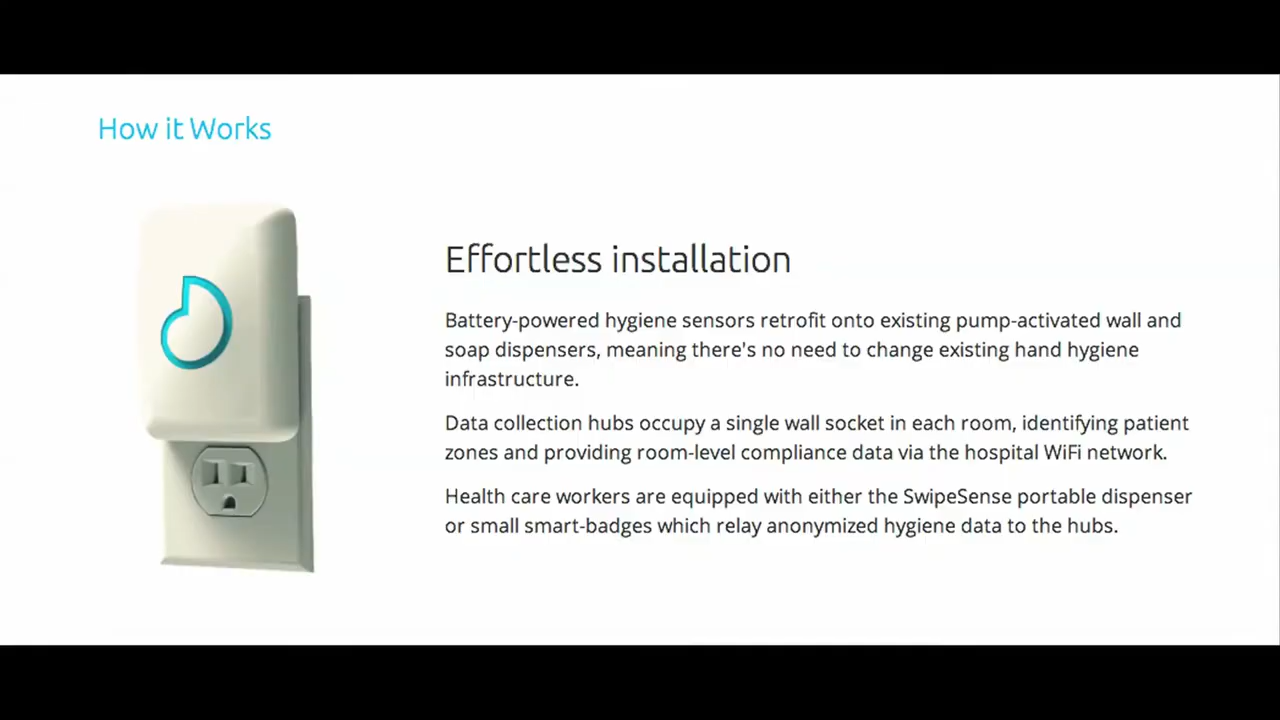 How it Works
Effortless installation
Battery-powered hygiene sensors retrofit onto existing pump-activated wall and
soap dispensers, meaning there's no need to change existing hand hygiene
infrastructure.
Data collection hubs occupy a single wall socket in each room, identifying patient
zones and providing room-level compliance data via the hospital WiFi network.
Health care workers are equipped with either the SwipeSense portable dispenser
or small smart-badges which relay anonymized hygiene data to the hubs.